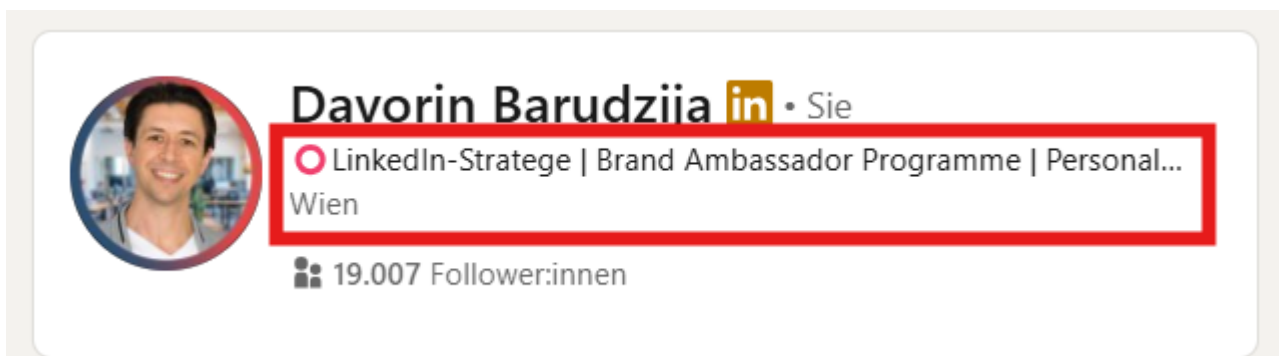 Davorin Barudzija in • Sie
LinkedIn-Stratege | Brand Ambassador Programme | Personal...
Wien
19.007 Follower:innen